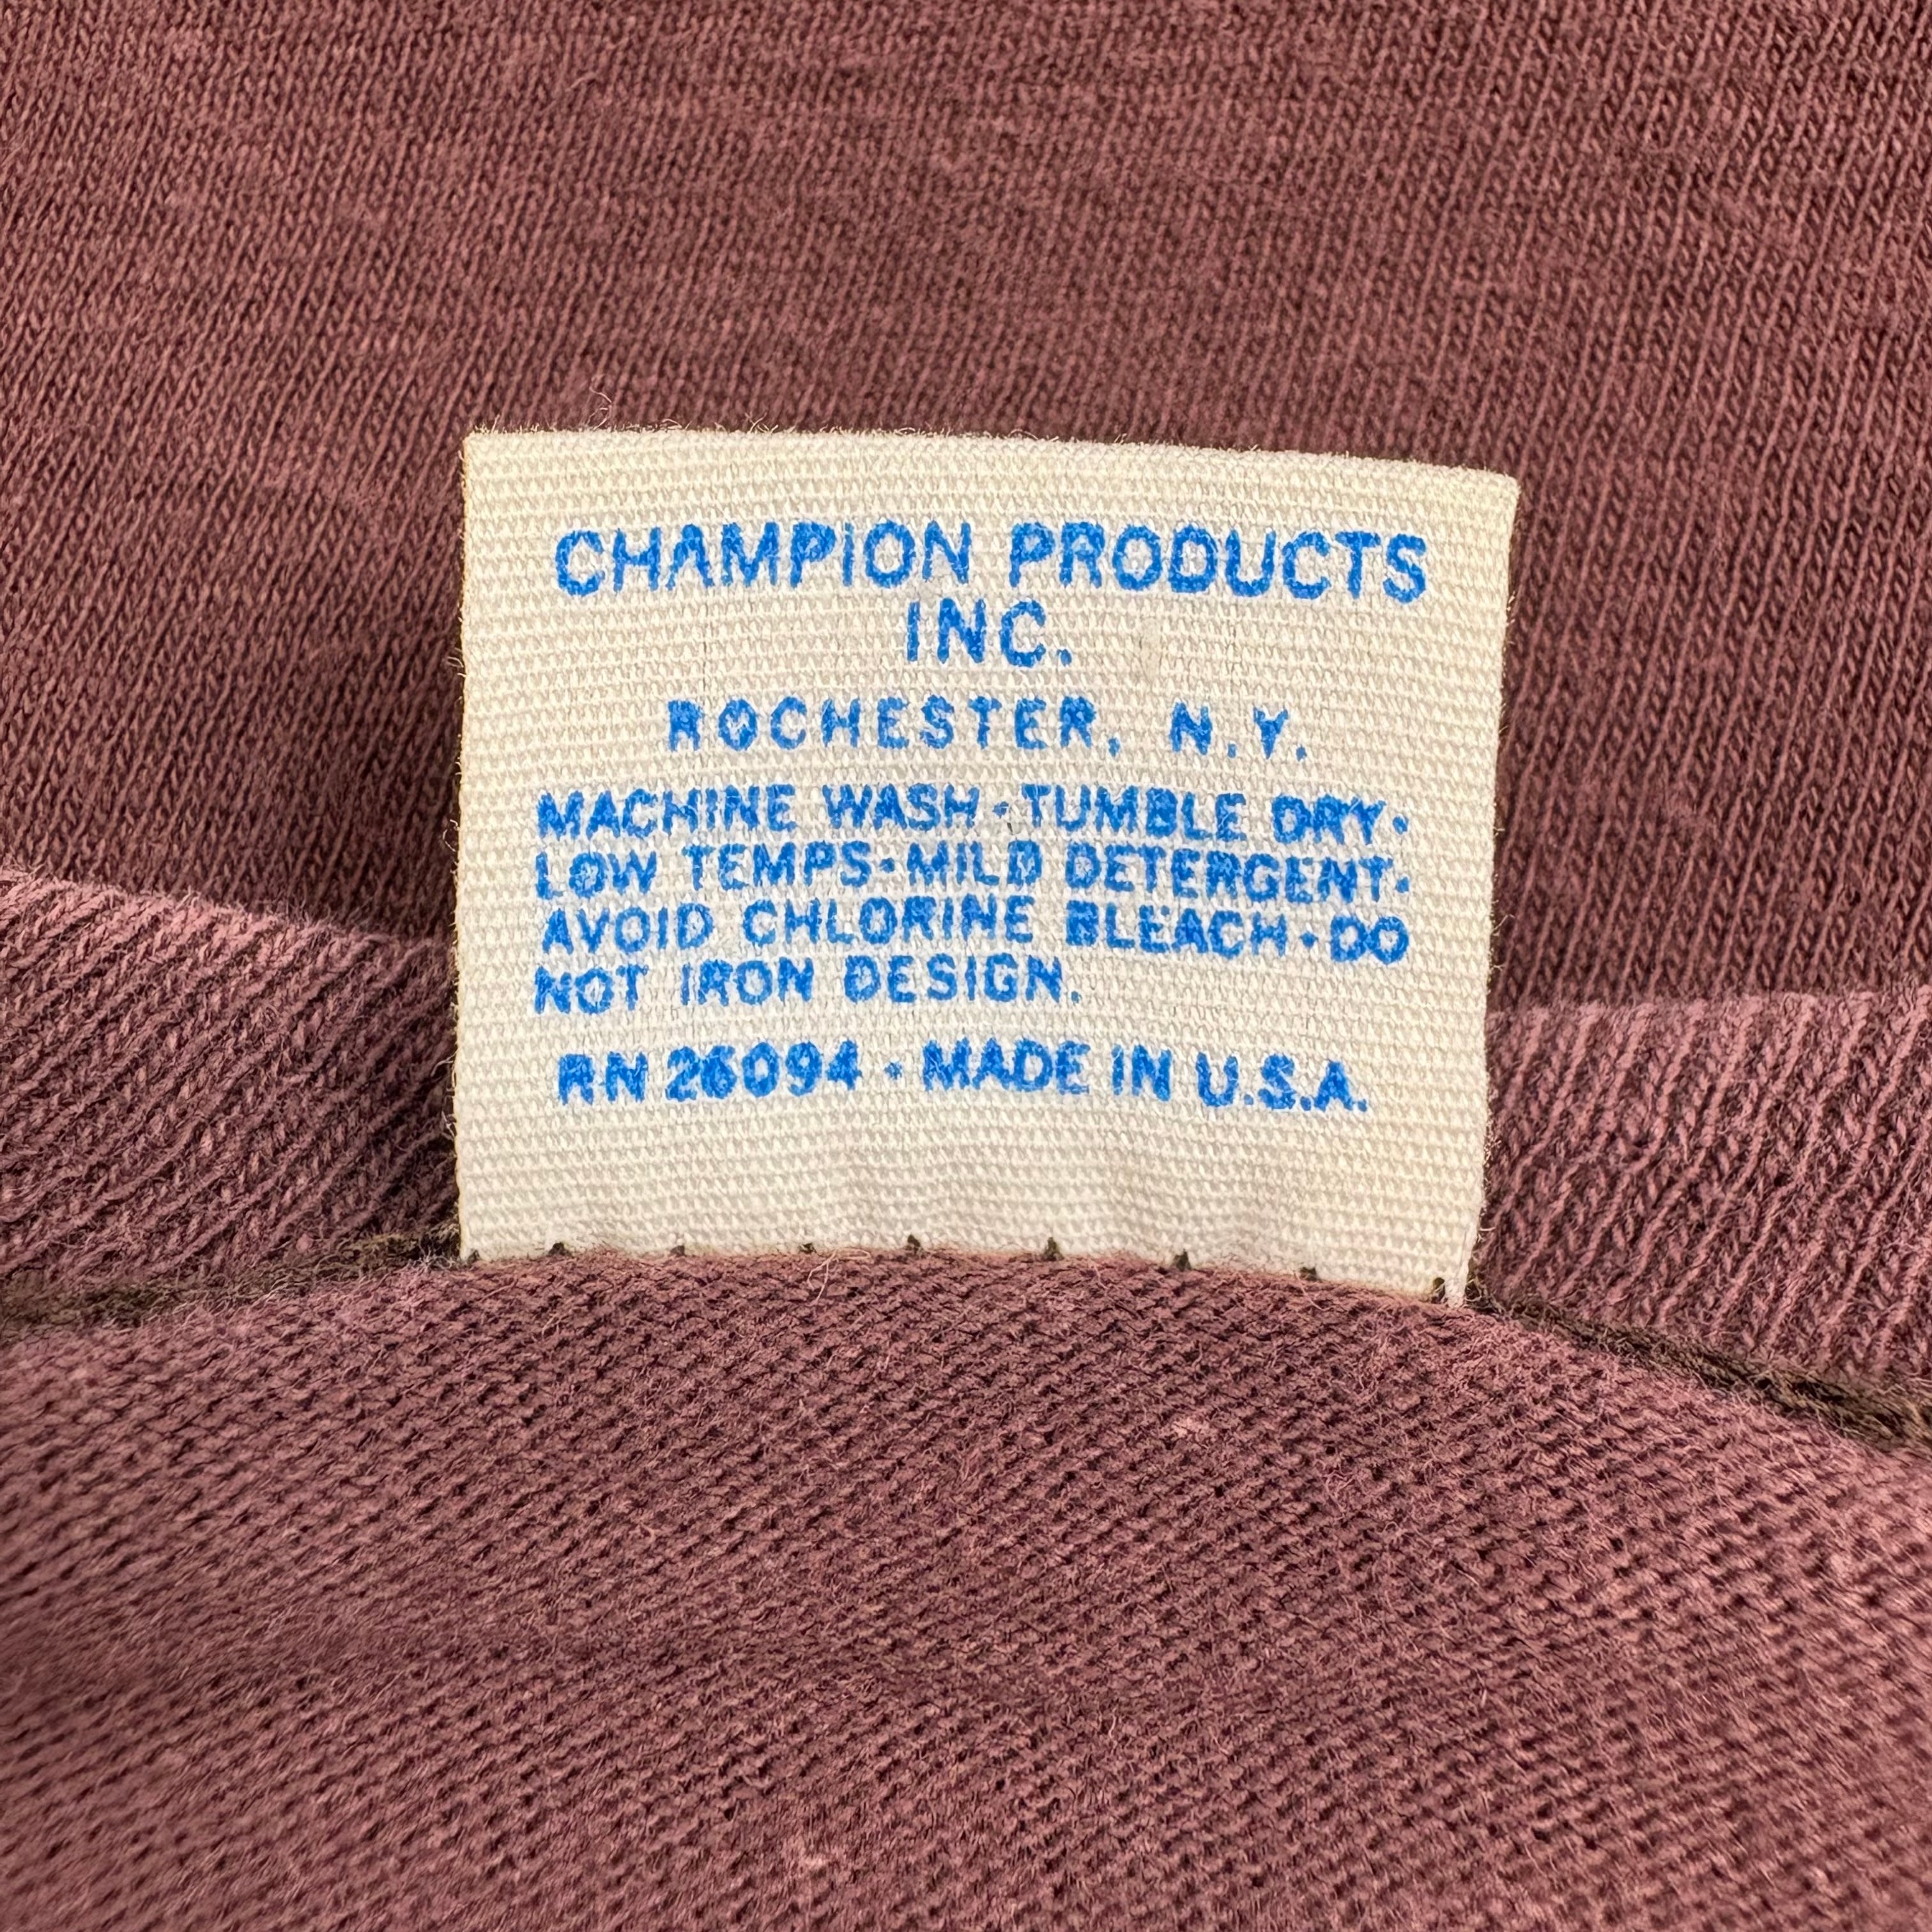 CHAMPION PRODUCTS
INC.
ROCHESTER, N.Y.
MACHINE WASH·TUMBLE DRY·
LOW TEMPS·MILD DETERGENT·
AVOID CHLORINE BLEACH·DO
NOT IRON DESIGN.
RN 26094 · MADE IN U.S.A.